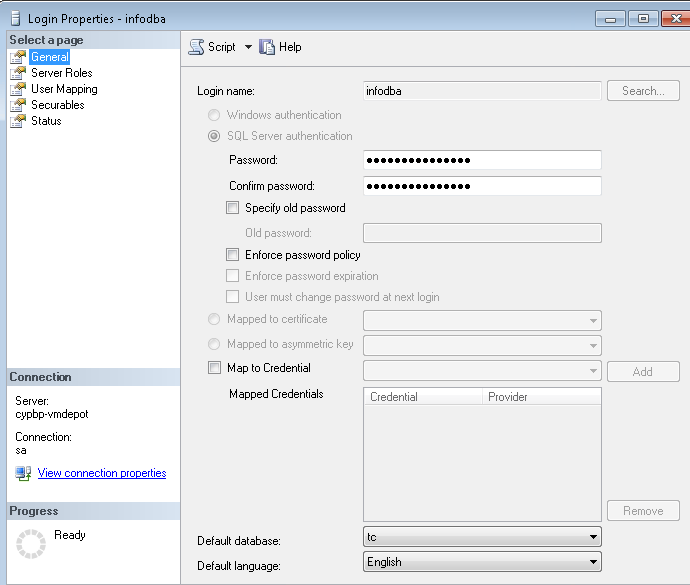 Login Properties - infodba
Select a page
General
Server Roles
User Mapping
Securables
Status
Connection
Server:
cypbp-vmdepot
Connection:
sa
View connection properties
Progress
Ready
Script
Help
Login name:
infodba
Search...
Windows authentication
SQL Server authentication
Password:
●●●●●●●●●●●●●●●
Confirm password:
●●●●●●●●●●●●●●●
Specify old password
Old password:
Enforce password policy
Enforce password expiration
User must change password at next login
Mapped to certificate
Mapped to asymmetric key
Map to Credential
Add
Mapped Credentials
Credential Provider
Remove
Default database:
tc
Default language:
English